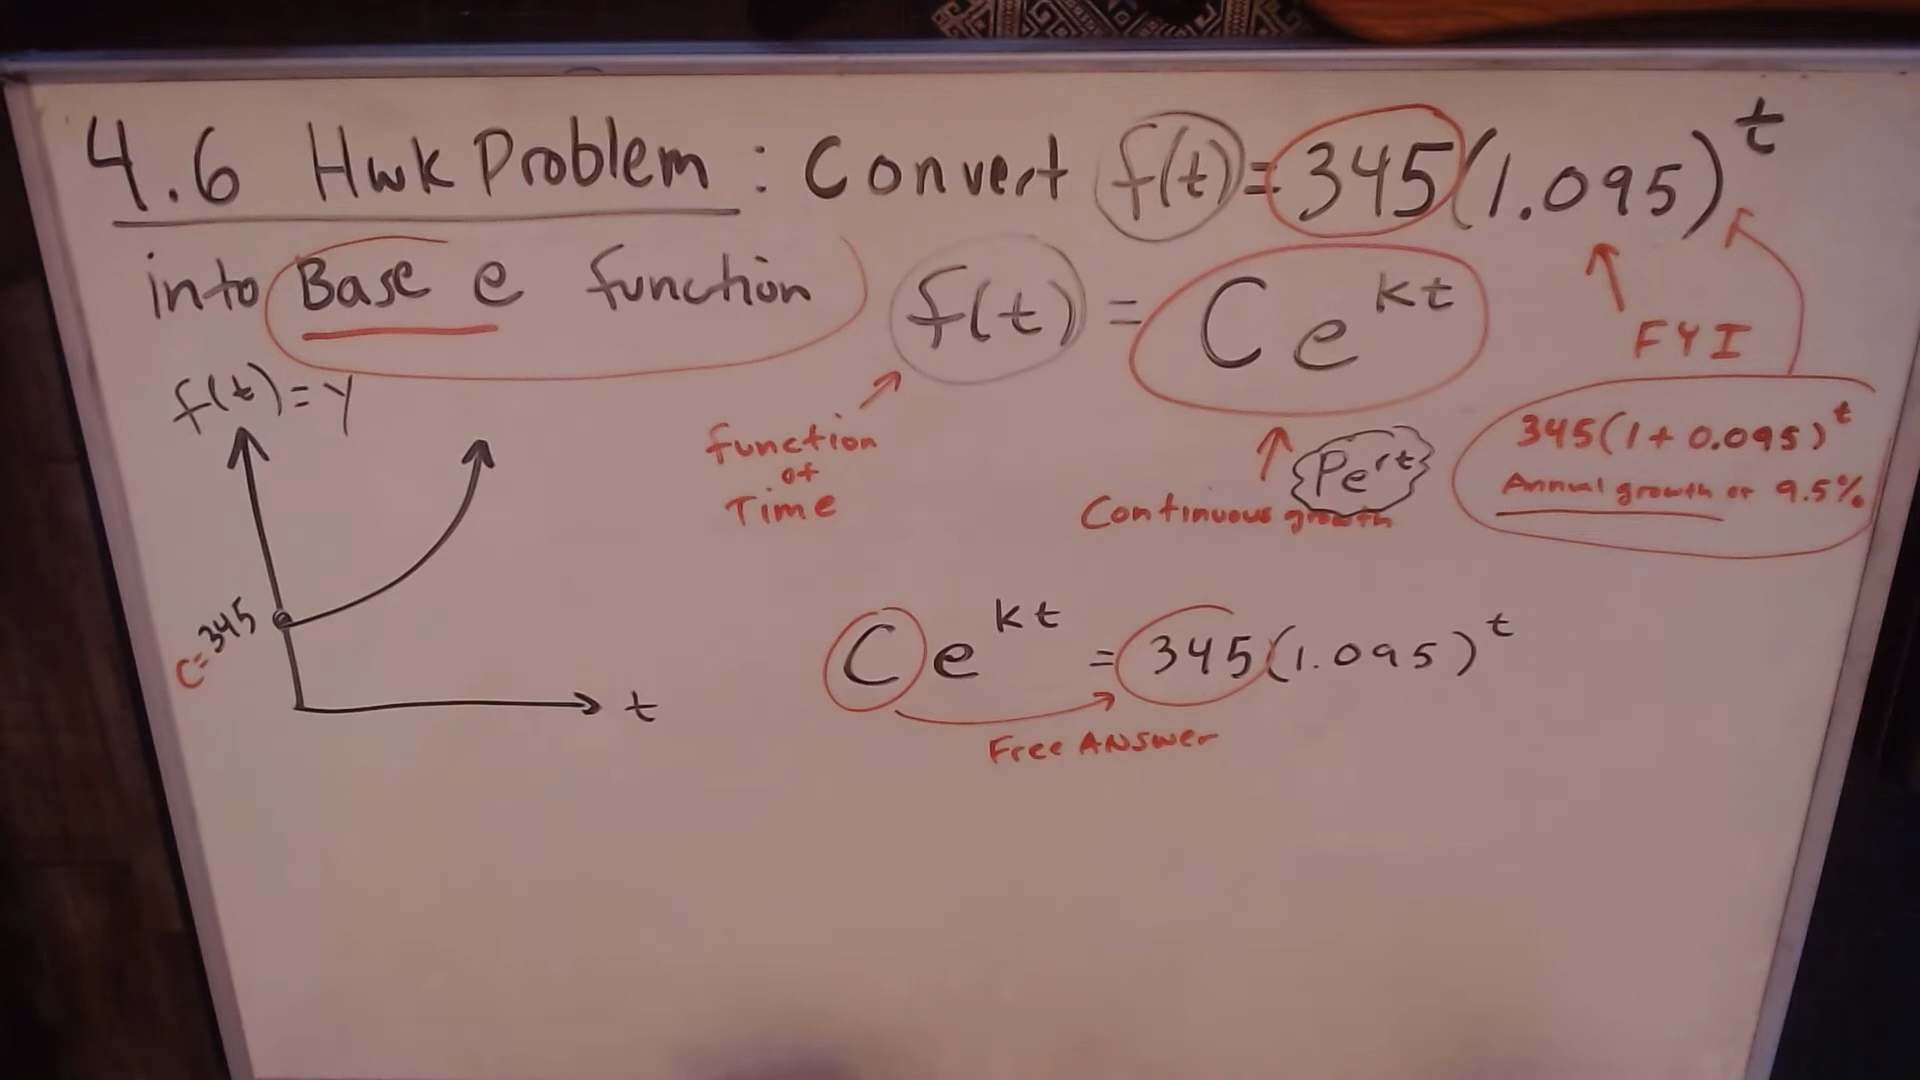 4.6 Hwk Problem : Convert f(t) = 345(1.095)^t
into Base e function f(t) = Ce^kt
FYI
f(t) = y
345(1 + 0.095)^t
Annual growth of 9.5%
function
of
Time
Pe^rt
Continuous growth
C = 345
t
Ce^kt = 345(1.095)^t
Free Answer